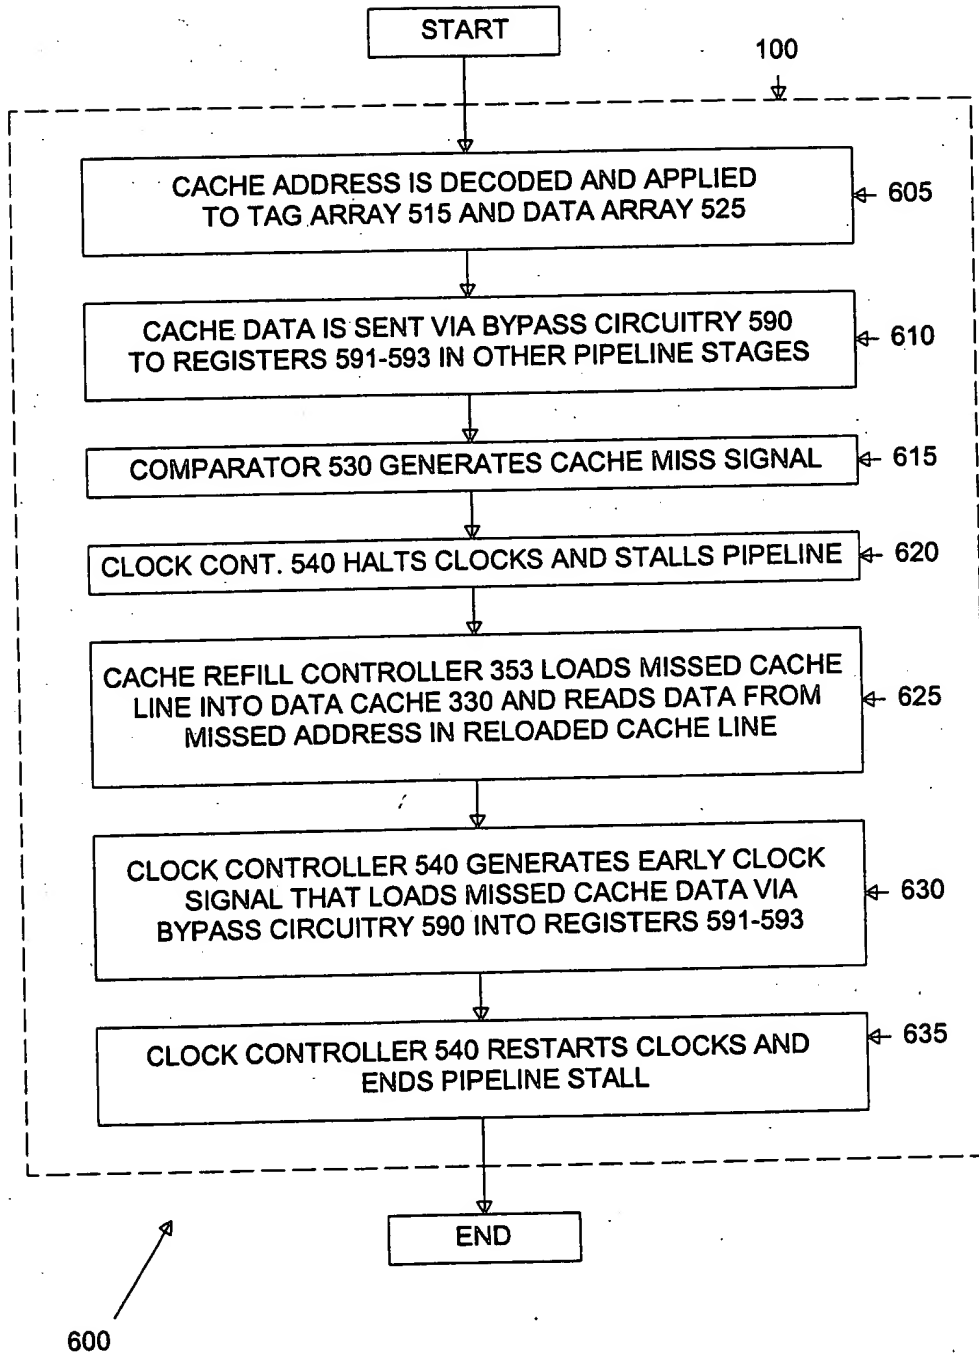 START
100
CACHE ADDRESS IS DECODED AND APPLIED
TO TAG ARRAY 515 AND DATA ARRAY 525
605
CACHE DATA IS SENT VIA BYPASS CIRCUITRY 590
TO REGISTERS 591-593 IN OTHER PIPELINE STAGES
610
COMPARATOR 530 GENERATES CACHE MISS SIGNAL
615
CLOCK CONT. 540 HALTS CLOCKS AND STALLS PIPELINE
620
CACHE REFILL CONTROLLER 353 LOADS MISSED CACHE
LINE INTO DATA CACHE 330 AND READS DATA FROM
MISSED ADDRESS IN RELOADED CACHE LINE
625
CLOCK CONTROLLER 540 GENERATES EARLY CLOCK
SIGNAL THAT LOADS MISSED CACHE DATA VIA
BYPASS CIRCUITRY 590 INTO REGISTERS 591-593
630
CLOCK CONTROLLER 540 RESTARTS CLOCKS AND
ENDS PIPELINE STALL
635
END
600